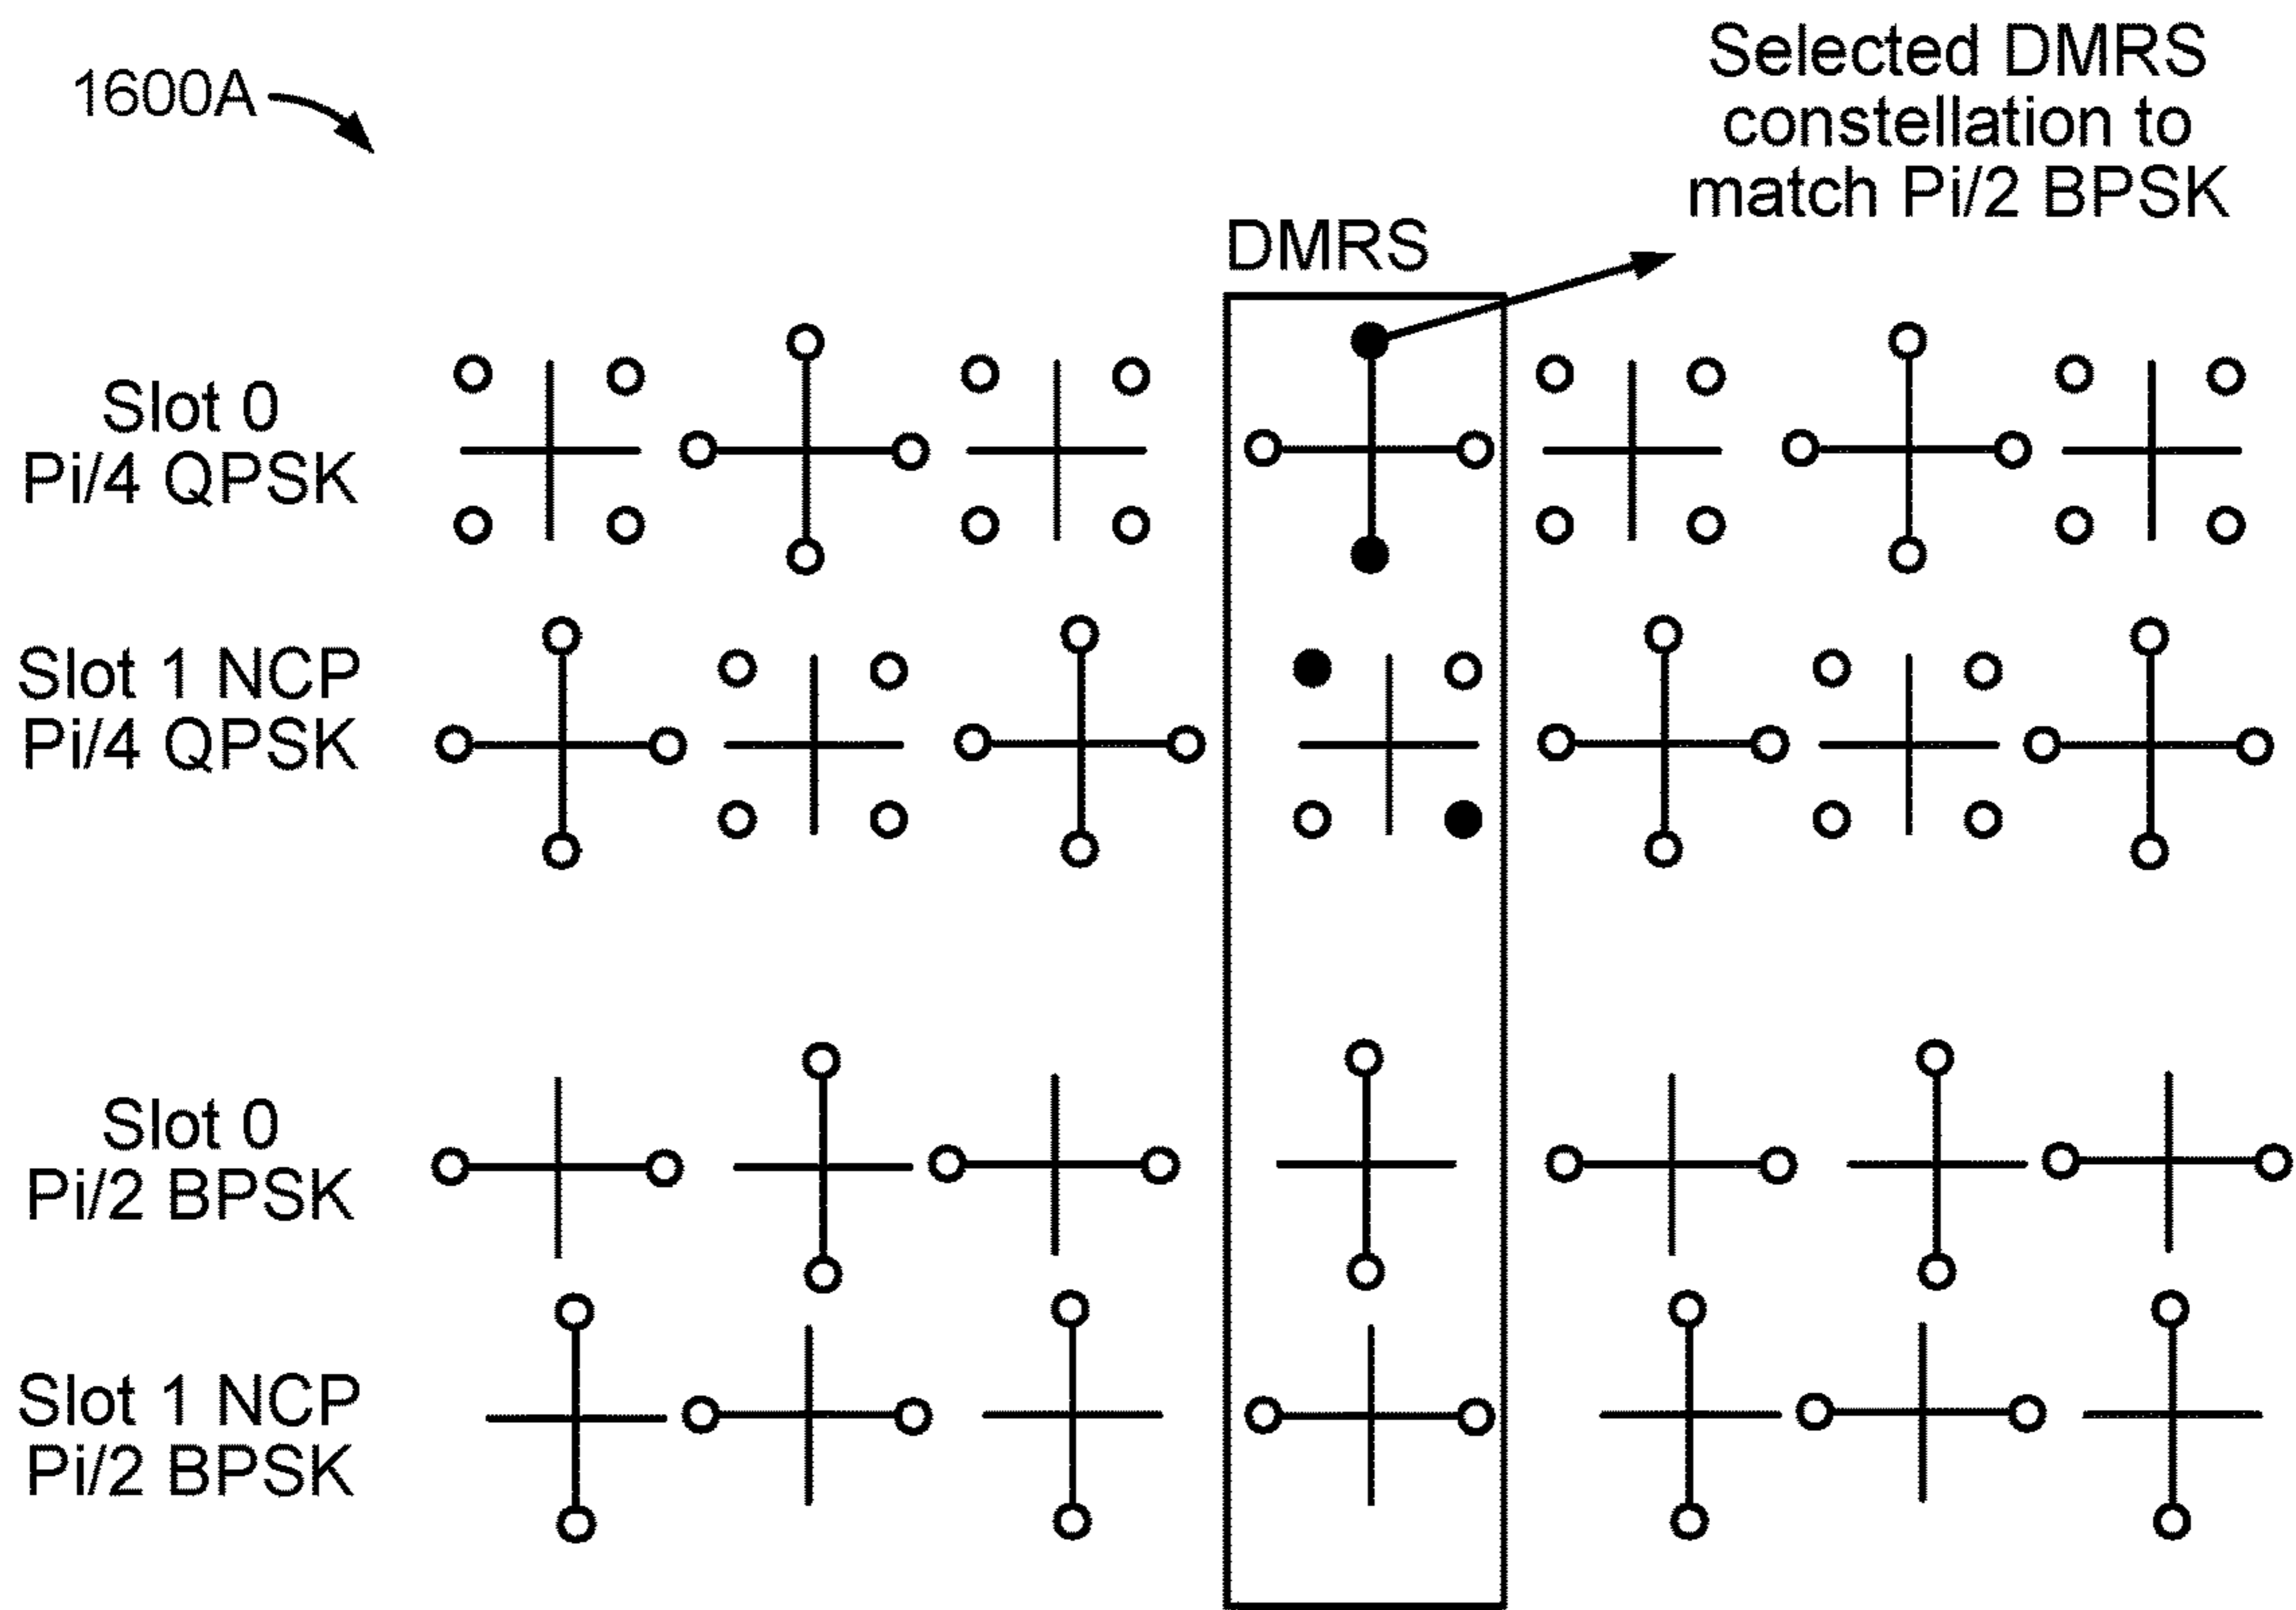 1600A
Selected DMRS
constellation to
match Pi/2 BPSK
DMRS
Slot 0
Pi/4 QPSK
Slot 1 NCP
Pi/4 QPSK
Slot 0
Pi/2 BPSK
Slot 1 NCP
Pi/2 BPSK